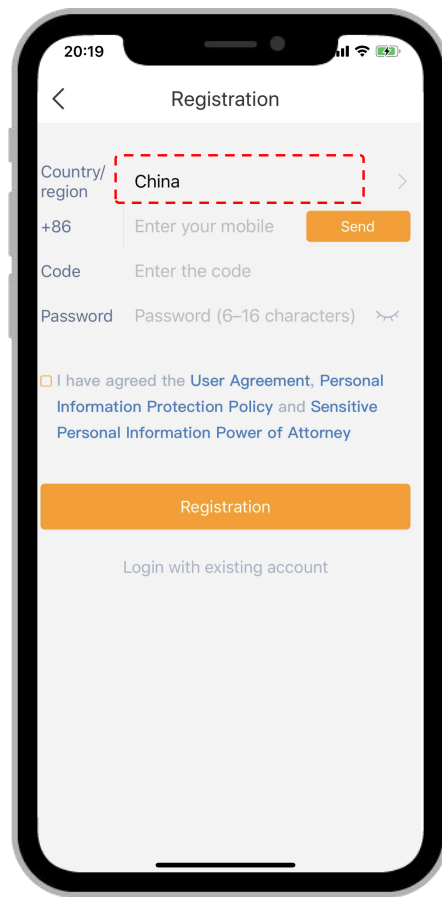 20:19
Registration
Country/
region
China
+86
Enter your mobile
Send
Code
Enter the code
Password
Password (6–16 characters)
I have agreed the User Agreement, Personal
Information Protection Policy and Sensitive
Personal Information Power of Attorney
Registration
Login with existing account